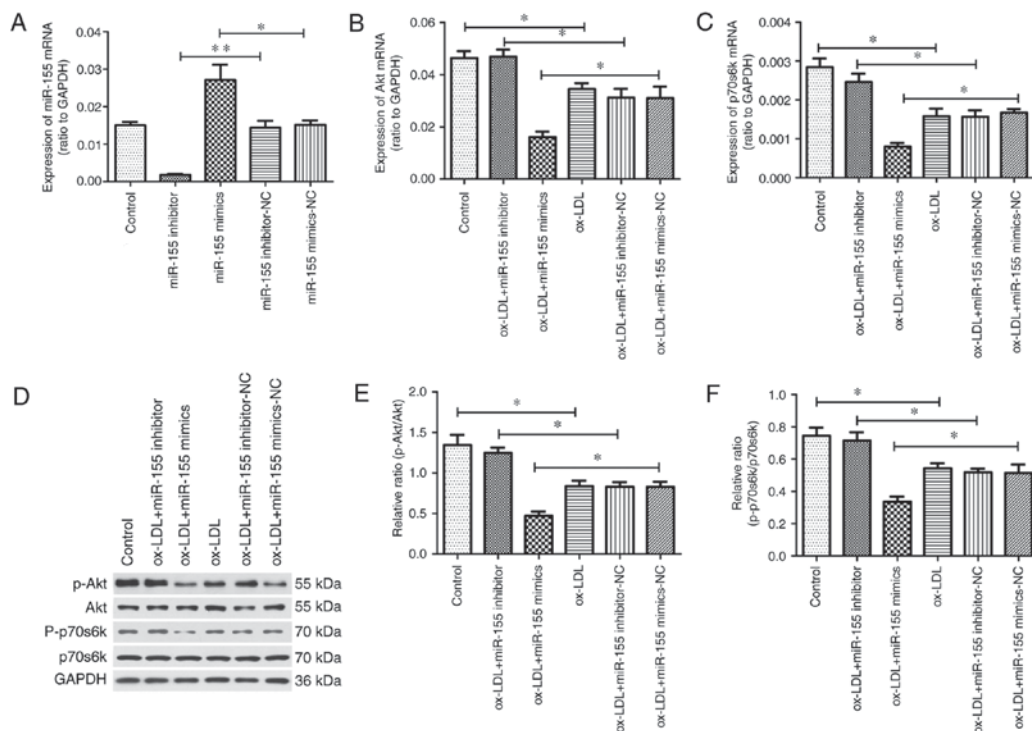 A
Expression of miR-155 mRNA
(ratio to GAPDH)
0.04
0.03
0.02
0.01
0.00
**
*
Control
miR-155 inhibitor
miR-155 mimics
miR-155 inhibitor-NC
miR-155 mimics-NC
B
Expression of Akt mRNA
(ratio to GAPDH)
0.06
0.04
0.02
0.00
*
*
*
Control
ox-LDL+miR-155 inhibitor
ox-LDL+miR-155 mimics
ox-LDL
ox-LDL+miR-155 inhibitor-NC
ox-LDL+miR-155 mimics-NC
C
Expression of p70s6k mRNA
(ratio to GAPDH)
0.003
0.002
0.001
0.000
*
*
*
Control
ox-LDL+miR-155 inhibitor
ox-LDL+miR-155 mimics
ox-LDL
ox-LDL+miR-155 inhibitor-NC
ox-LDL+miR-155 mimics-NC
D
Control
ox-LDL+miR-155 inhibitor
ox-LDL+miR-155 mimics
ox-LDL
ox-LDL+miR-155 inhibitor-NC
ox-LDL+miR-155 mimics-NC
p-Akt 55 kDa
Akt 55 kDa
P-p70s6k 70 kDa
p70s6k 70 kDa
GAPDH 36 kDa
E
Relative ratio (p-Akt/Akt)
2.0
1.5
1.0
0.5
0.0
*
*
*
Control
ox-LDL+miR-155 inhibitor
ox-LDL+miR-155 mimics
ox-LDL
ox-LDL+miR-155 inhibitor-NC
ox-LDL+miR-155 mimics-NC
F
Relative ratio
(p-p70s6k/p70s6k)
1.0
0.8
0.6
0.4
0.2
0.0
*
*
*
Control
ox-LDL+miR-155 inhibitor
ox-LDL+miR-155 mimics
ox-LDL
ox-LDL+miR-155 inhibitor-NC
ox-LDL+miR-155 mimics-NC